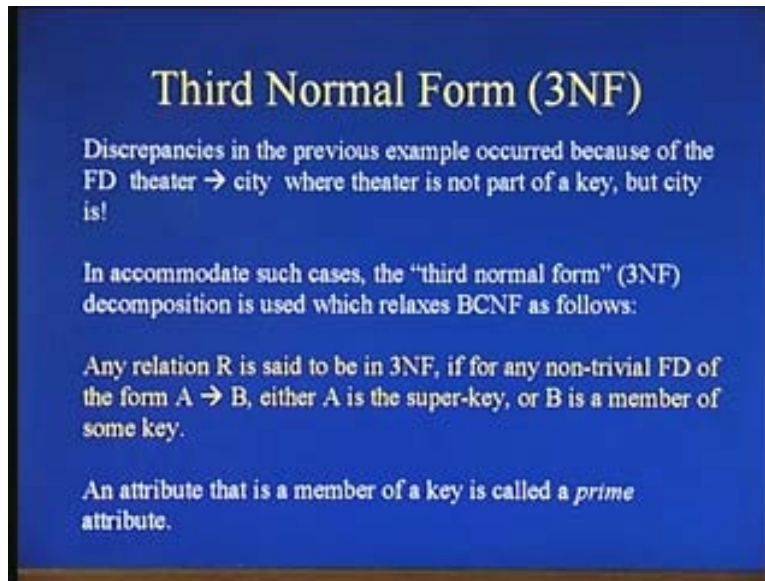 Third Normal Form (3NF)
Discrepancies in the previous example occurred because of the
FD theater → city where theater is not part of a key, but city
is!
In accommodate such cases, the “third normal form” (3NF)
decomposition is used which relaxes BCNF as follows:
Any relation R is said to be in 3NF, if for any non-trivial FD of
the form A → B, either A is the super-key, or B is a member of
some key.
An attribute that is a member of a key is called a prime
attribute.